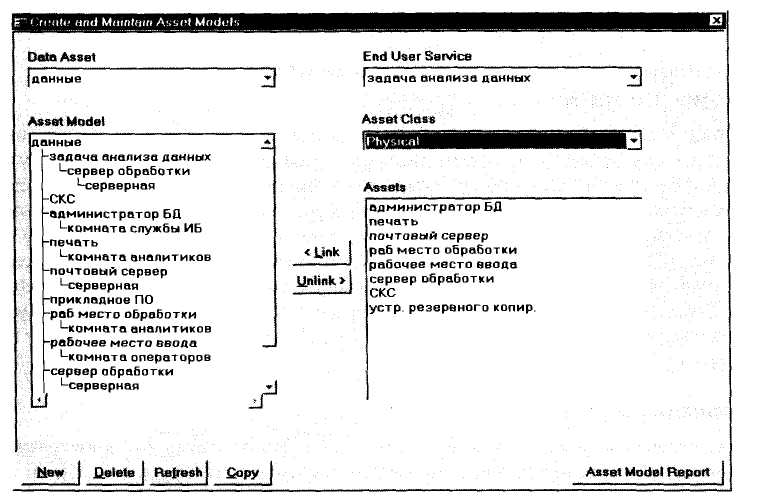 Create and Maintain Asset Models
Data Asset
данные
End User Service
задача анализа данных
Asset Model
данные
задача анализа данных
сервер обработки
серверная
СКС
администратор БД
комната службы ИБ
печать
комната аналитиков
почтовый сервер
серверная
прикладное ПО
раб место обработки
комната аналитиков
рабочее место ввода
комната операторов
сервер обработки
серверная
< Link
Unlink >
Asset Class
Physical
Assets
администратор БД
печать
почтовый сервер
раб место обработки
рабочее место ввода
сервер обработки
СКС
устр. резервного копир.
New Delete Refresh Copy Asset Model Report